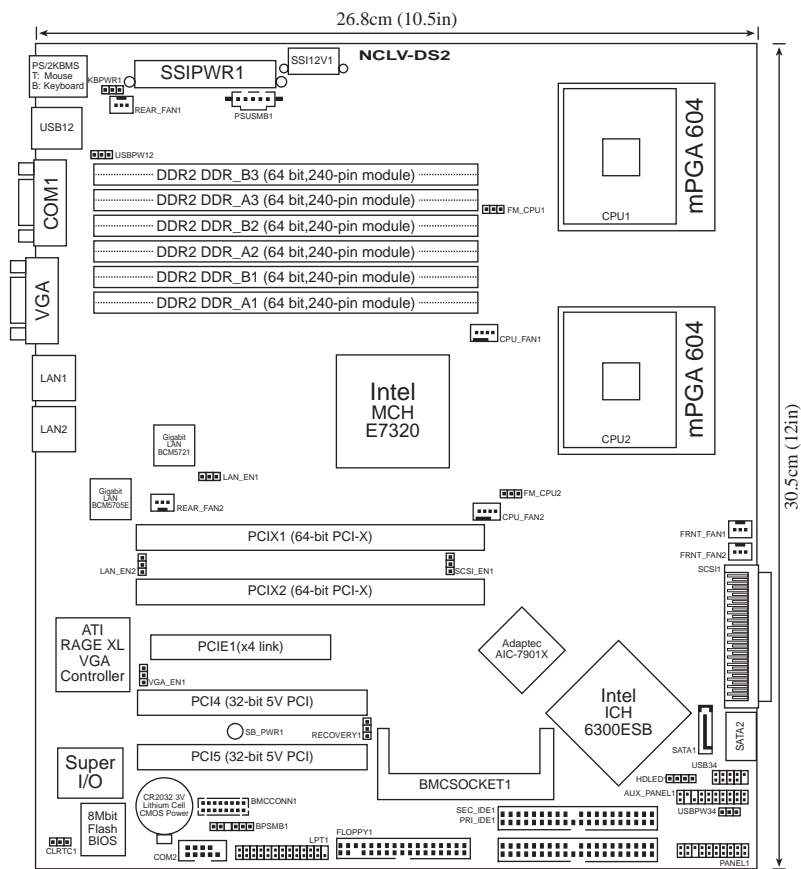 26.8cm (10.5in)
NCLV-DS2
PS/2KBMS
T: Mouse
B: Keyboard
KBPWR1
SSIPWR1
SSI12V1
REAR_FAN1
PSUSMB1
USB12
USBPW12
mPGA 604
CPU1
COM1
DDR2 DDR_B3 (64 bit,240-pin module)
DDR2 DDR_A3 (64 bit,240-pin module)
FM_CPU1
DDR2 DDR_B2 (64 bit,240-pin module)
DDR2 DDR_A2 (64 bit,240-pin module)
DDR2 DDR_B1 (64 bit,240-pin module)
DDR2 DDR_A1 (64 bit,240-pin module)
VGA
CPU_FAN1
mPGA 604
CPU2
LAN1
LAN2
Intel
MCH
E7320
30.5cm (12in)
Gigabit
LAN
BCM5721
LAN_EN1
Gigabit
LAN
BCM5705E
REAR_FAN2
FM_CPU2
CPU_FAN2
FRNT_FAN1
FRNT_FAN2
PCIX1 (64-bit PCI-X)
LAN_EN2
SCSI_EN1
SCSI1
PCIX2 (64-bit PCI-X)
ATI
RAGE XL
VGA
Controller
PCIE1(x4 link)
Adaptec
AIC-7901X
VGA_EN1
PCI4 (32-bit 5V PCI)
Intel
ICH
6300ESB
SB_PWR1
RECOVERY1
SATA1
SATA2
PCI5 (32-bit 5V PCI)
Super
I/O
BMCSOCKET1
USB34
HDLED1
AUX_PANEL1
CR2032 3V
Lithium Cell
CMOS Power
BMCCONN1
8Mbit
Flash
BIOS
BPSMB1
SEC_IDE1
PRI_IDE1
USBPW34
CLRTC1
COM2
LPT1
FLOPPY1
PANEL1